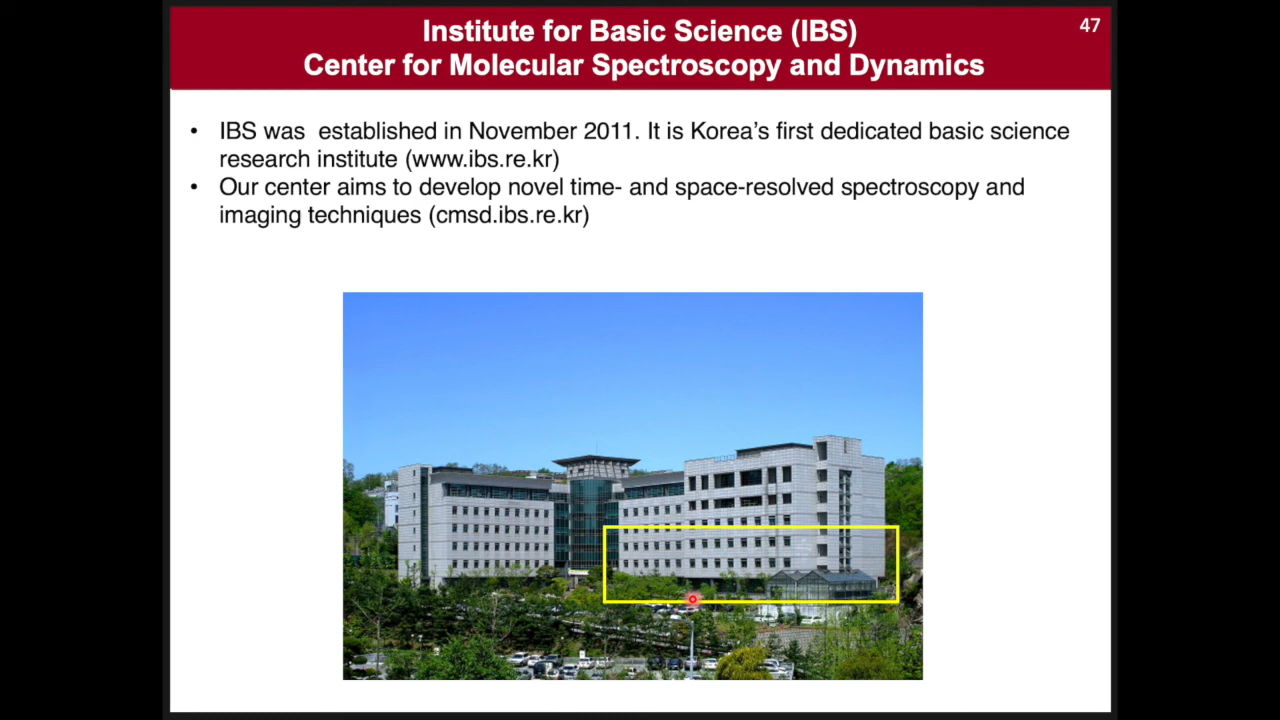 47
Institute for Basic Science (IBS)
Center for Molecular Spectroscopy and Dynamics
• IBS was  established in November 2011. It is Korea’s first dedicated basic science
research institute (www.ibs.re.kr)
• Our center aims to develop novel time- and space-resolved spectroscopy and
imaging techniques (cmsd.ibs.re.kr)